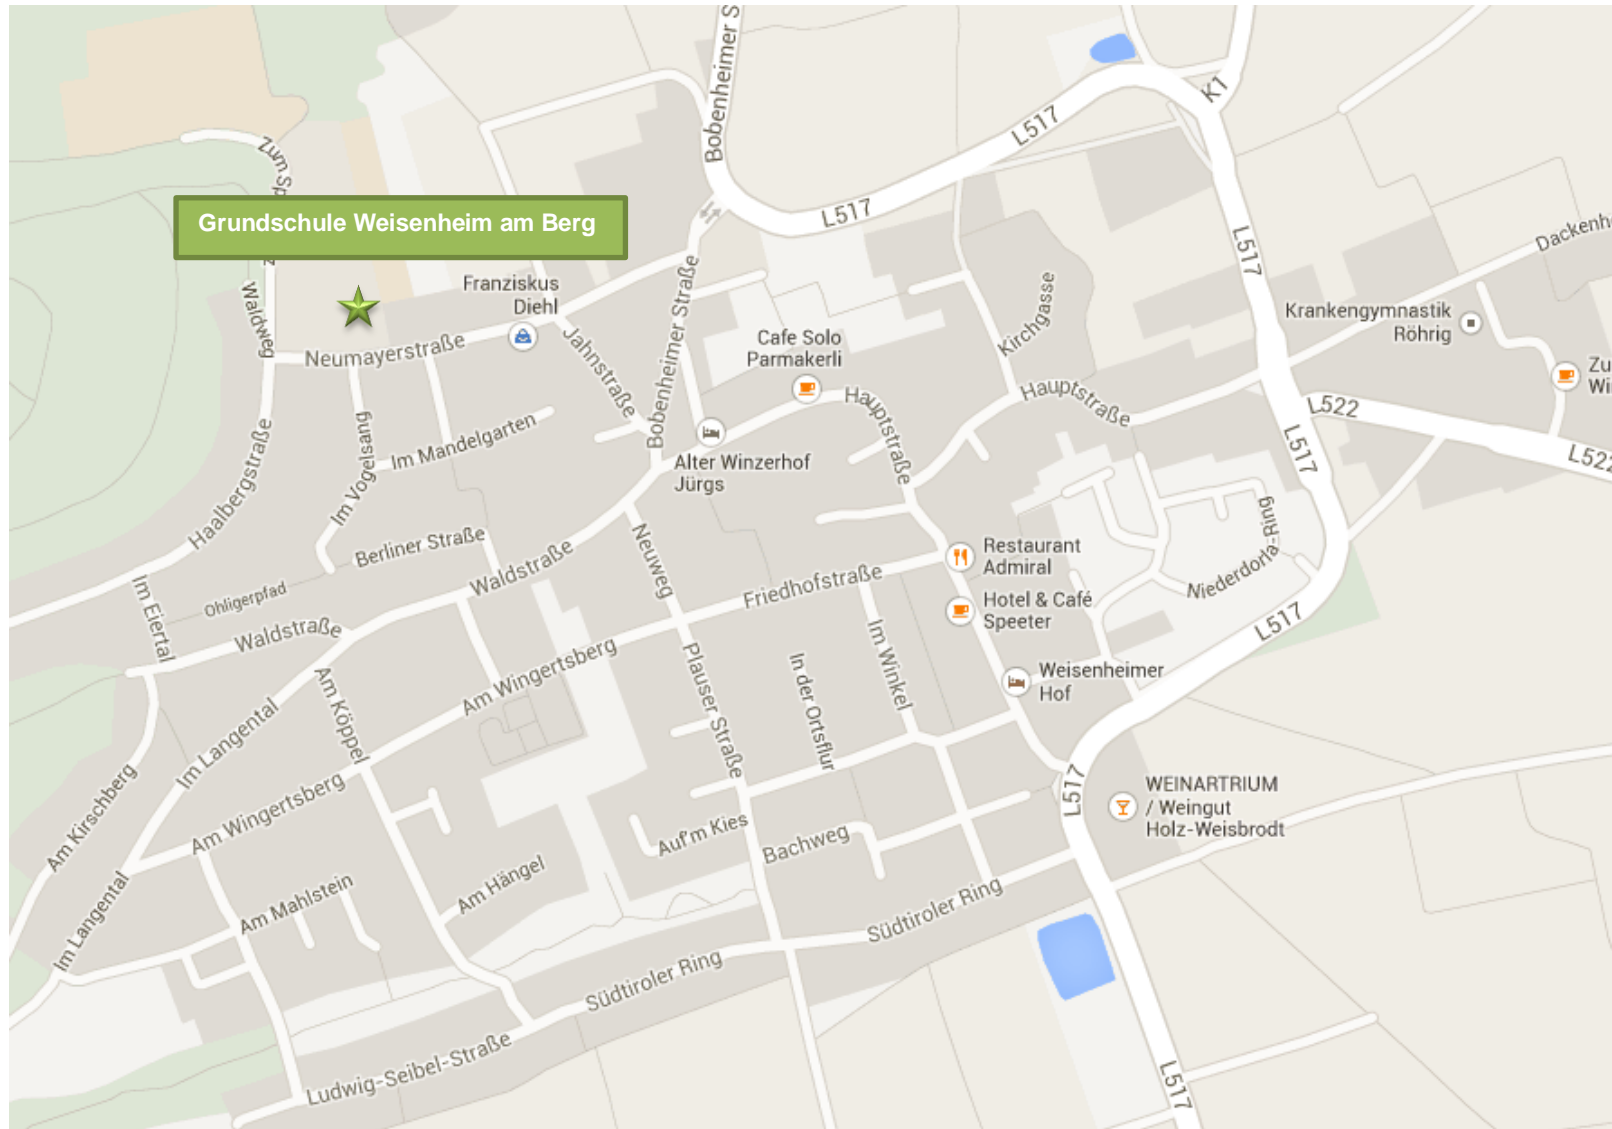 Bobenheimer S
K1
L517
Zum Sp
Grundschule Weisenheim am Berg
L517
L517
Dackenh
Waldweg
Franziskus
Diehl
Bobenheimer Straße
Kirchgasse
Krankengymnastik
Röhrig
Neumayerstraße
Jahnstraße
Cafe Solo
Parmakerli
Zu
Wi
Hauptstraße
Hauptstraße
L522
L517
L522
Im Vogelsang
Im Mandelgarten
Alter Winzerhof
Jürgs
Haalbergstraße
Berliner Straße
Waldstraße
Neuweg
Restaurant
Admiral
Niederdorla-Ring
Im Eiertal
Ohligerpfad
Friedhofstraße
Hotel & Café
Speeter
L517
Waldstraße
Am Wingertsberg
Plauser Straße
In der Ortsflur
Im Winkel
Weisenheimer
Hof
Am Köppel
Im Langental
Am Kirschberg
Am Wingertsberg
L517
WEINARTRIUM
/ Weingut
Holz-Weisbrodt
Auf'm Kies
Bachweg
Am Hängel
Am Mahlstein
Im Langental
Südtiroler Ring
Südtiroler Ring
Ludwig-Seibel-Straße
L517